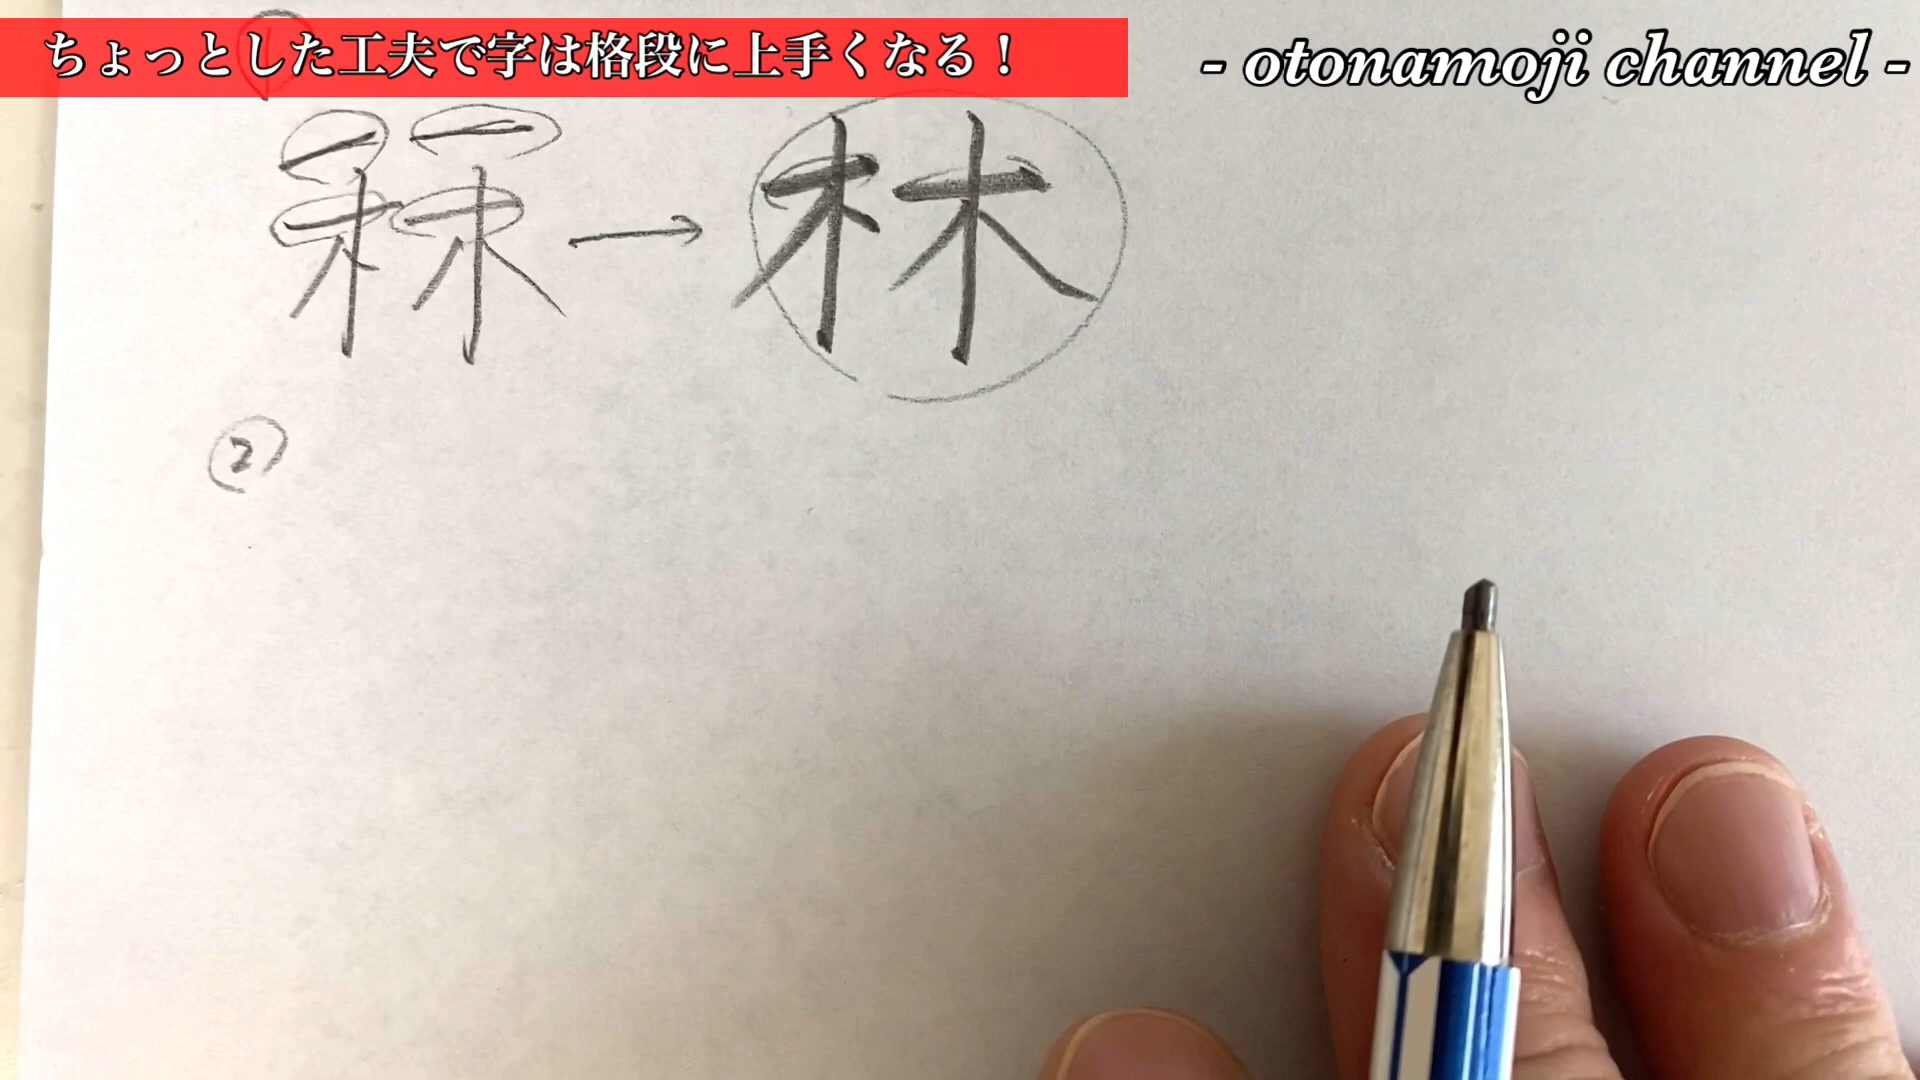 ちょっとした工夫で字は格段に上手くなる！
- otonamoji channel -
林 → 林
②